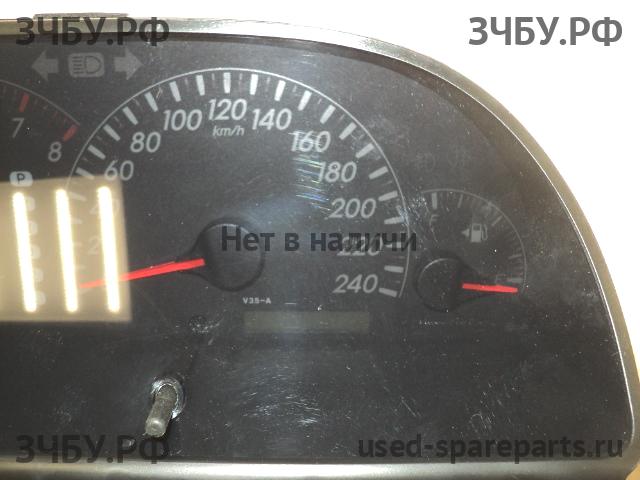 ЗЧБУ.РФ ЗЧБУ.РФ
100 120 140
km/h
80 160
7 8 60 180
P
200
Нет в наличи
220
240
V35-A
ЗЧБУ.РФ used-spareparts.ru